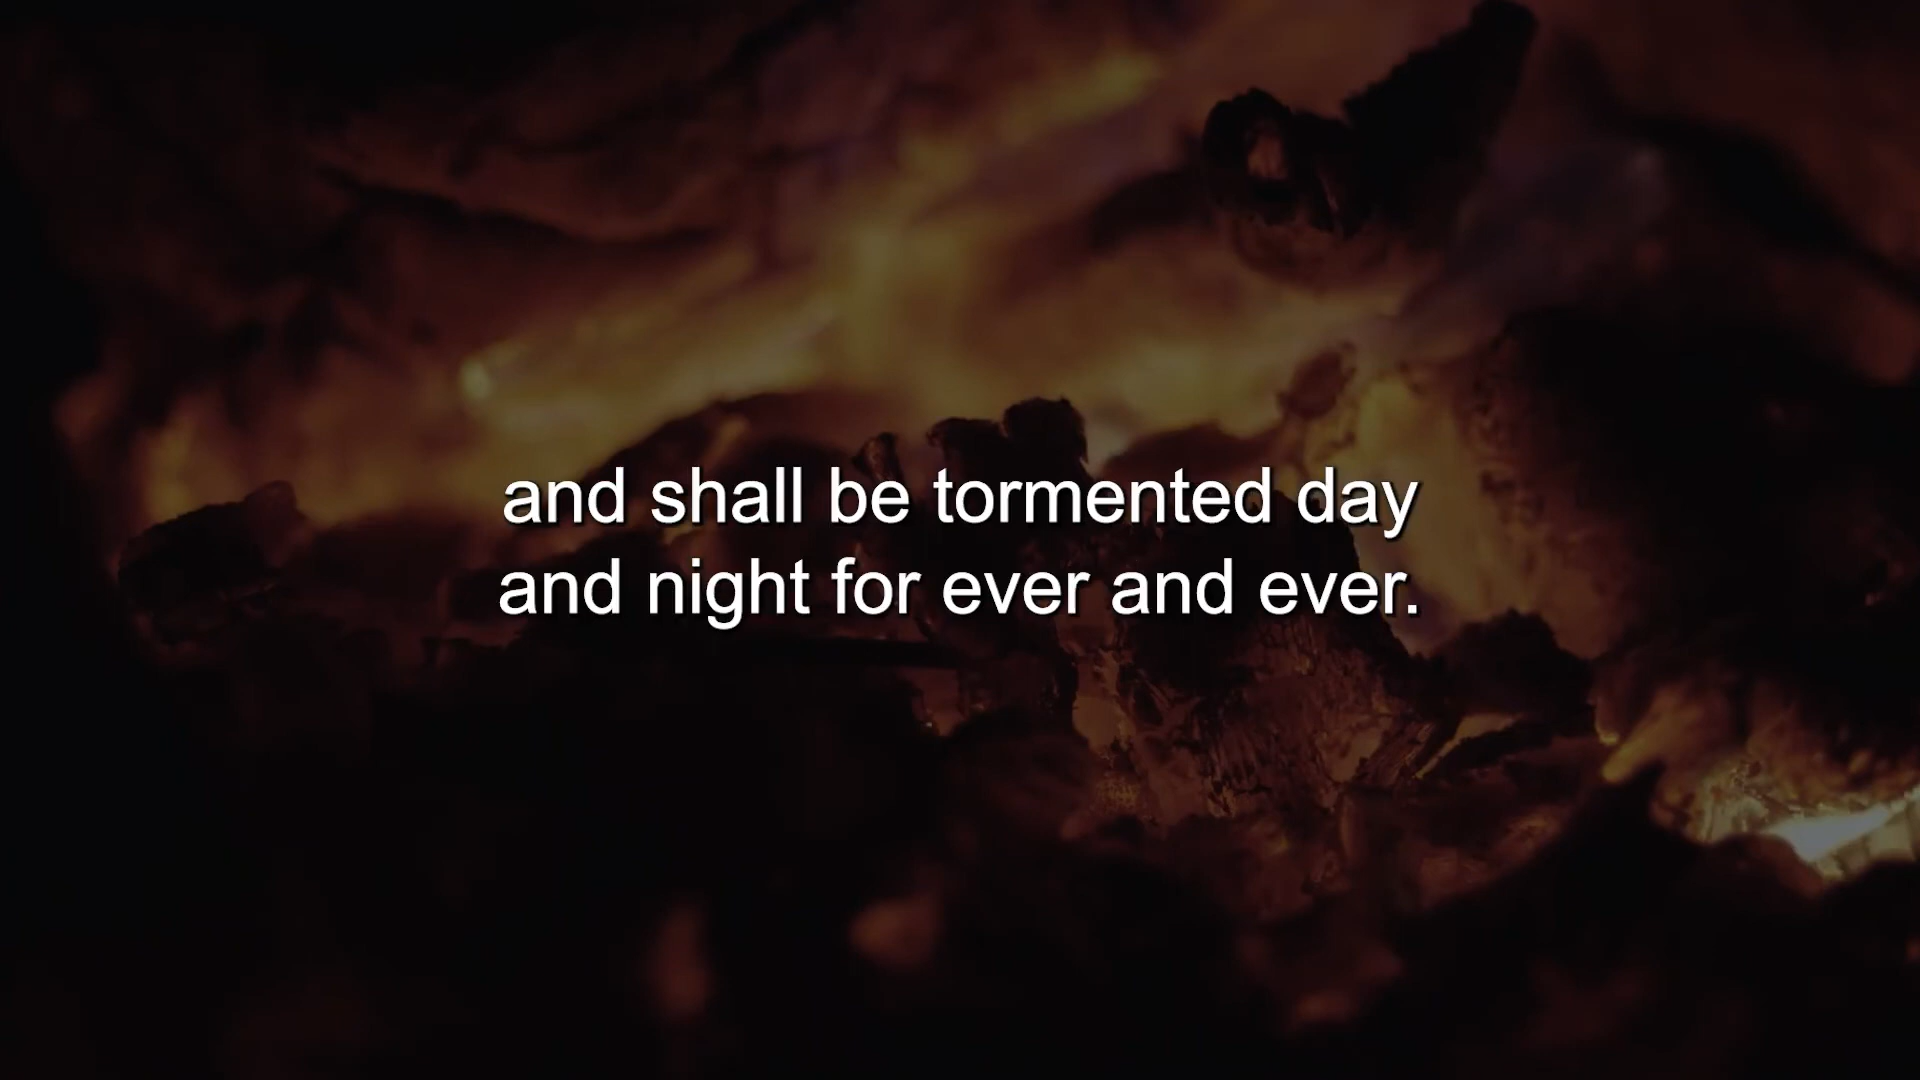 and shall be tormented day
and night for ever and ever.